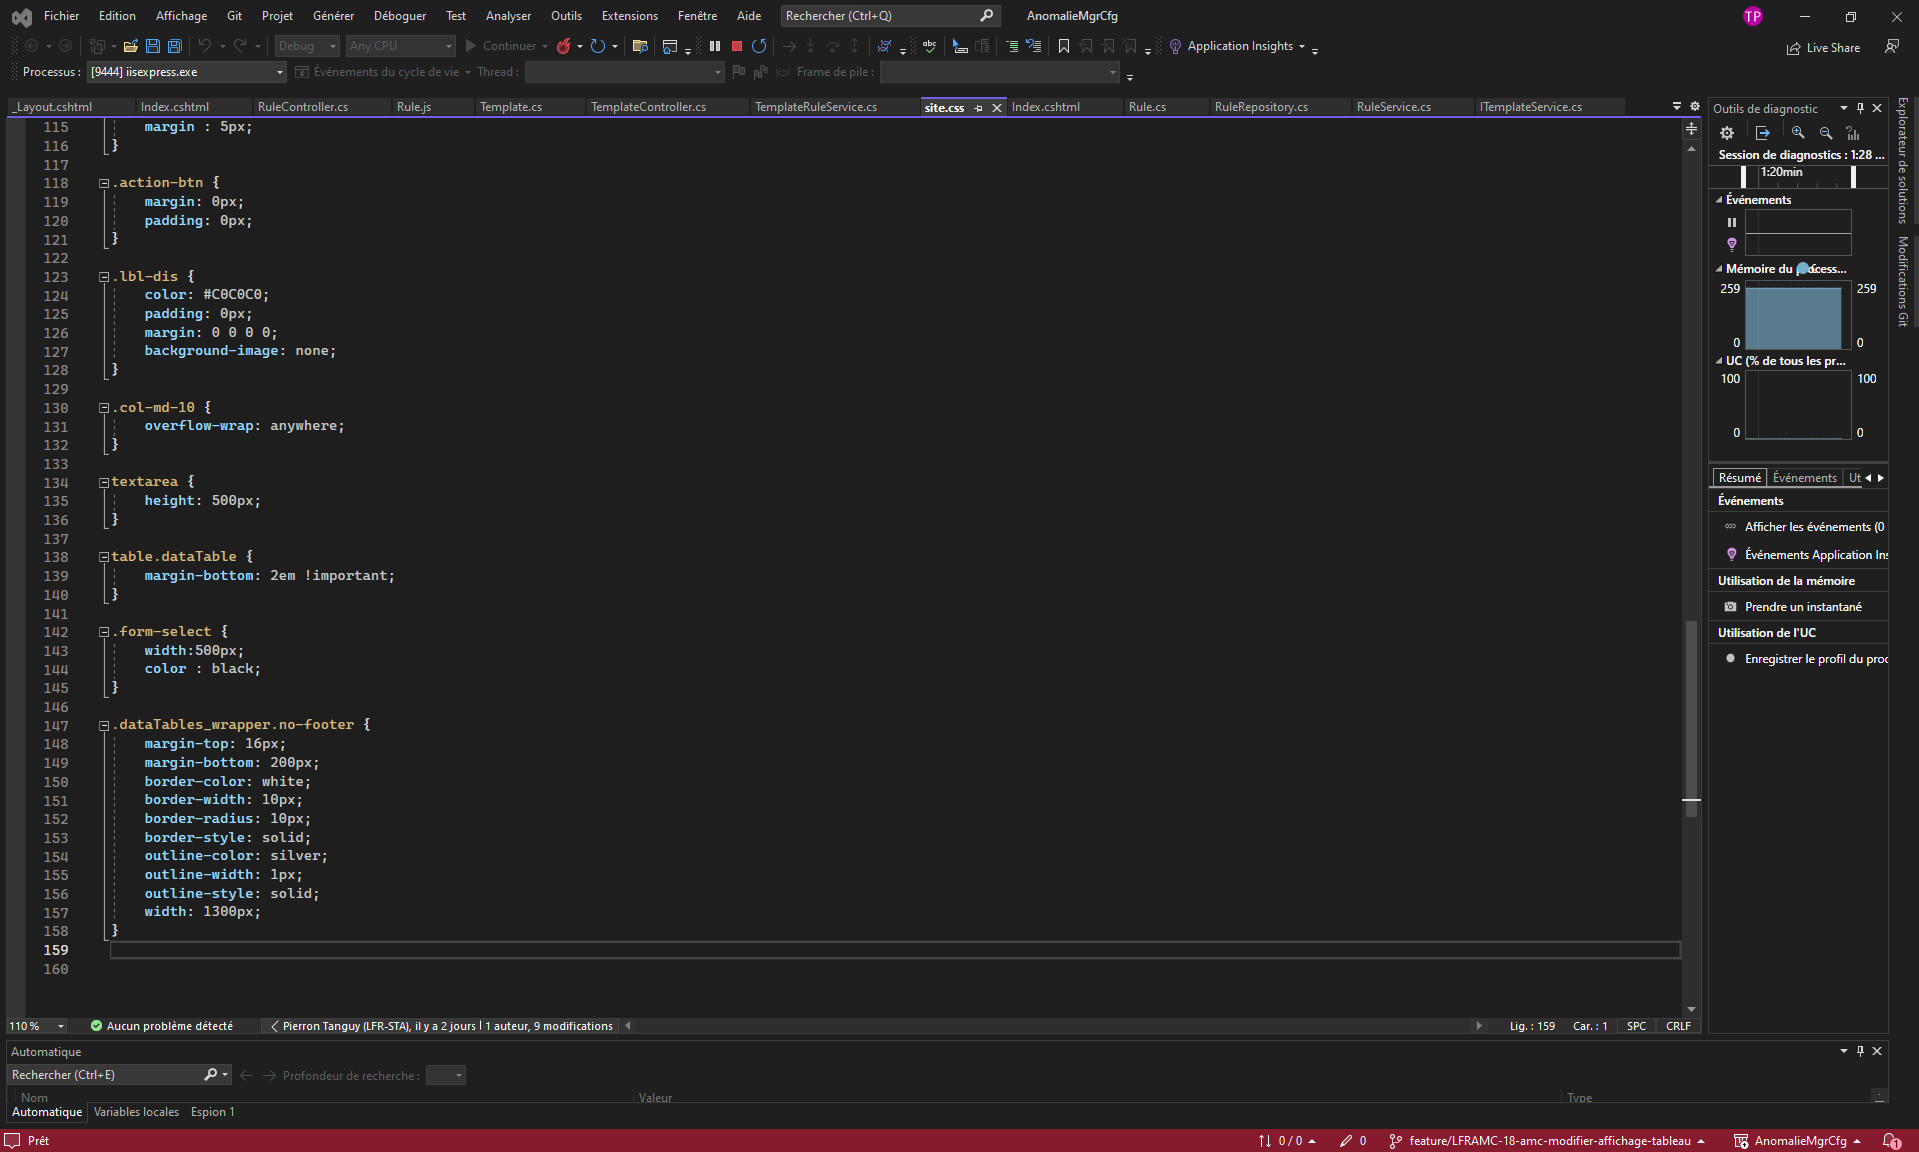 Fichier Edition Affichage Git Projet Générer Déboguer Test Analyser Outils Extensions Fenêtre Aide Rechercher (Ctrl+Q) AnomalieMgrCfg TP
Debug Any CPU Continuer abc Application Insights Live Share
Processus : [9444] iisexpress.exe Événements du cycle de vie Thread : Frame de pile :
_Layout.cshtml Index.cshtml RuleController.cs Rule.js Template.cs TemplateController.cs TemplateRuleService.cs site.css Index.cshtml Rule.cs RuleRepository.cs RuleService.cs ITemplateService.cs
115 margin : 5px;
116 }
117
118 .action-btn {
119 margin: 0px;
120 padding: 0px;
121 }
122
123 .lbl-dis {
124 color: #C0C0C0;
125 padding: 0px;
126 margin: 0 0 0 0;
127 background-image: none;
128 }
129
130 .col-md-10 {
131 overflow-wrap: anywhere;
132 }
133
134 textarea {
135 height: 500px;
136 }
137
138 table.dataTable {
139 margin-bottom: 2em !important;
140 }
141
142 .form-select {
143 width:500px;
144 color : black;
145 }
146
147 .dataTables_wrapper.no-footer {
148 margin-top: 16px;
149 margin-bottom: 200px;
150 border-color: white;
151 border-width: 10px;
152 border-radius: 10px;
153 border-style: solid;
154 outline-color: silver;
155 outline-width: 1px;
156 outline-style: solid;
157 width: 1300px;
158 }
159
160
110 % Aucun problème détecté Pierron Tanguy (LFR-STA), il y a 2 jours | 1 auteur, 9 modifications Lig. : 159 Car. : 1 SPC CRLF
Outils de diagnostic
Session de diagnostics : 1:28 ...
1:20min
Événements
Mémoire du process...
259 259
0 0
UC (% de tous les pr...
100 100
0 0
Résumé Événements Ut
Événements
Afficher les événements (0
Événements Application Ins
Utilisation de la mémoire
Prendre un instantané
Utilisation de l'UC
Enregistrer le profil du proc
Explorateur de solutions
Modifications Git
Automatique
Rechercher (Ctrl+E) Profondeur de recherche :
Nom Valeur Type
Automatique Variables locales Espion 1
Prêt 0 / 0 0 feature/LFRAMC-18-amc-modifier-affichage-tableau AnomalieMgrCfg 1